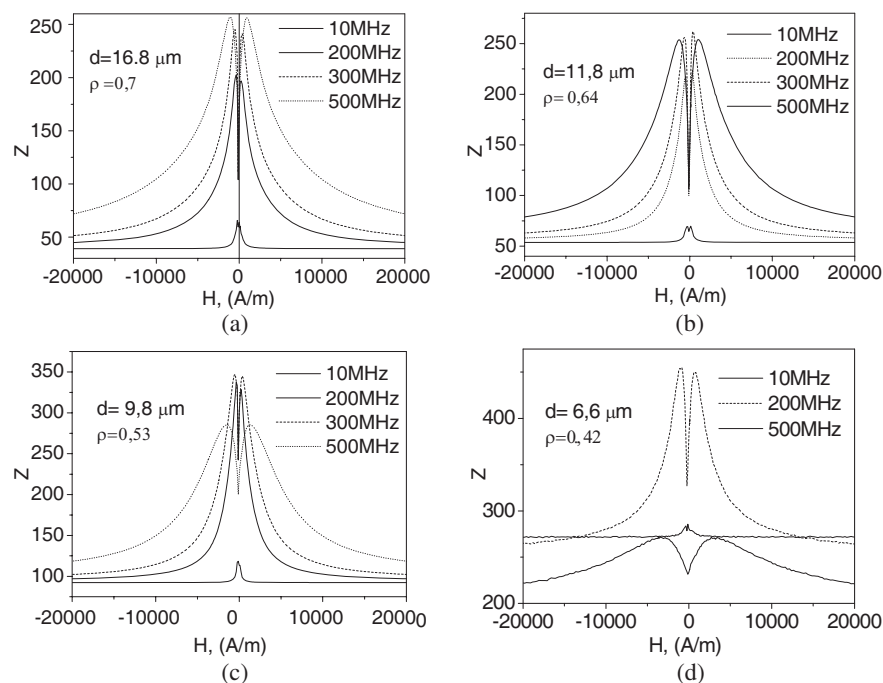 250
200
150
100
50
Z
d=16.8 μm
ρ=0,7
10MHz
200MHz
300MHz
500MHz
-20000 -10000 0 10000 20000
H, (A/m)
(a)
250
200
150
100
50
Z
d=11,8 μm
ρ=0,64
10MHz
200MHz
300MHz
500MHz
-20000 -10000 0 10000 20000
H, (A/m)
(b)
350
300
250
200
150
100
Z
d= 9,8 μm
ρ=0,53
10MHz
200MHz
300MHz
500MHz
-20000 -10000 0 10000 20000
H, (A/m)
(c)
400
300
200
Z
d= 6,6 μm
ρ=0, 42
10MHz
200MHz
500MHz
-20000 -10000 0 10000 20000
H, (A/m)
(d)